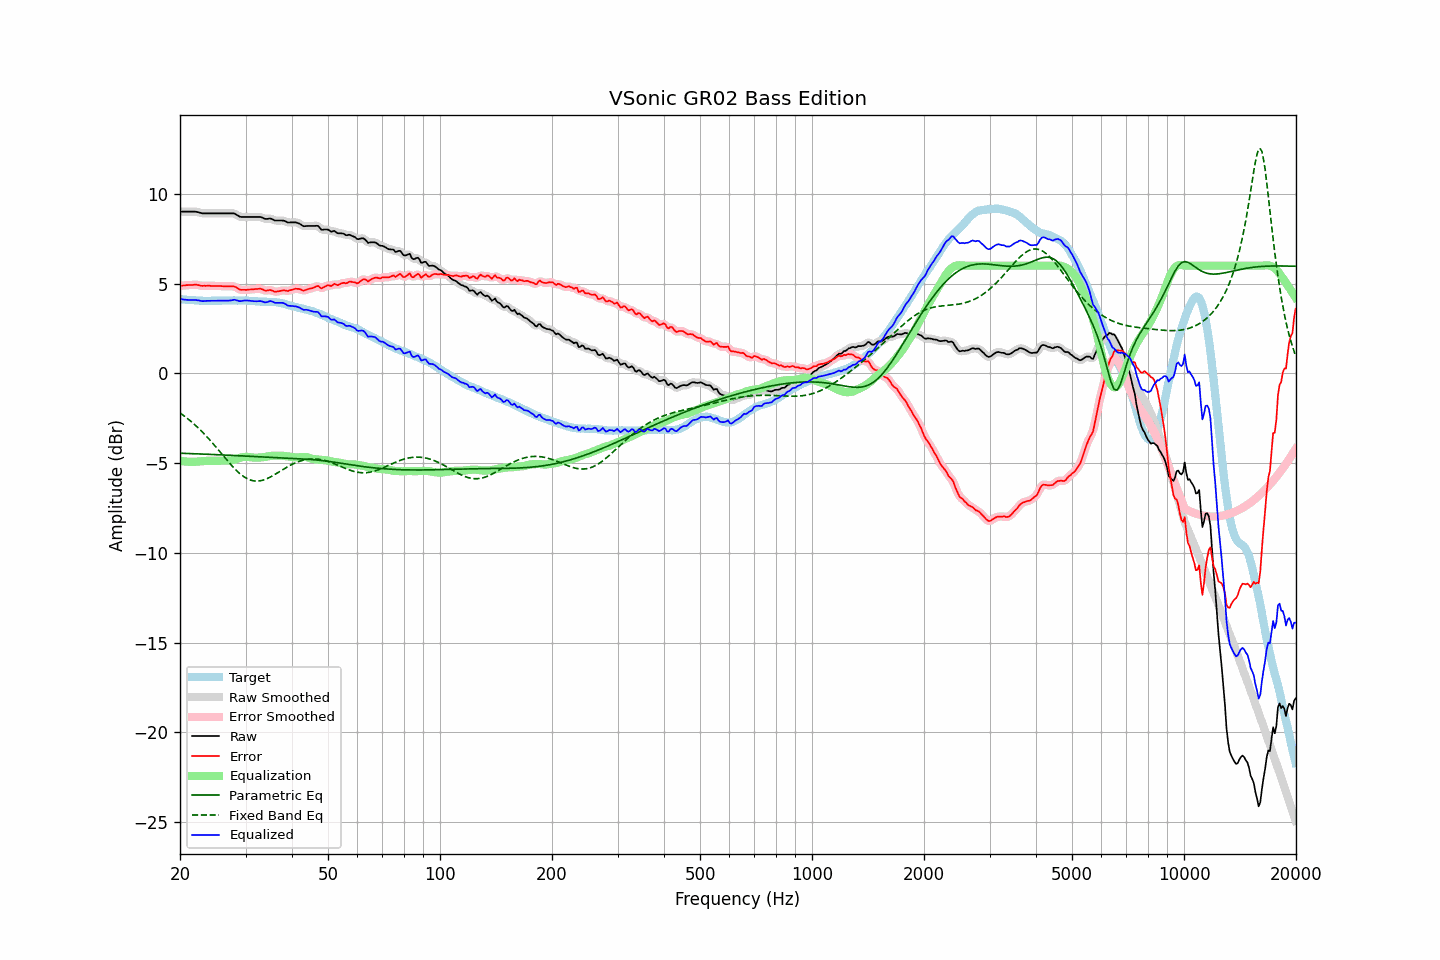 VSonic GR02 Bass Edition
Amplitude (dBr)
10
5
0
−5
−10
−15
−20
−25
Target
Raw Smoothed
Error Smoothed
Raw
Error
Equalization
Parametric Eq
Fixed Band Eq
Equalized
20 50 100 200 500 1000 2000 5000 10000 20000
Frequency (Hz)